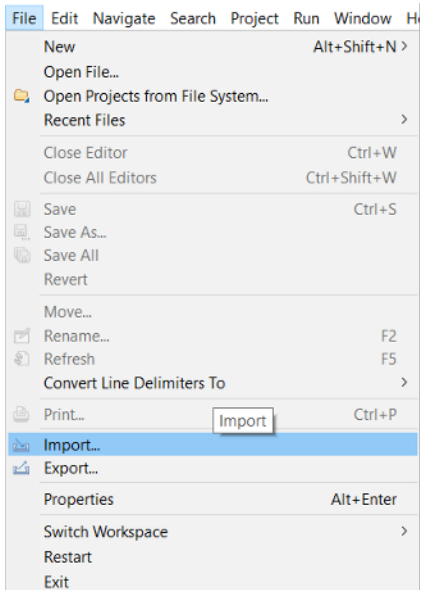 File Edit Navigate Search Project Run Window
New Alt+Shift+N >
Open File...
Open Projects from File System...
Recent Files >
Close Editor Ctrl+W
Close All Editors Ctrl+Shift+W
Save Ctrl+S
Save As...
Save All
Revert
Move...
Rename... F2
Refresh F5
Convert Line Delimiters To >
Print... Ctrl+P
Import
Import...
Export...
Properties Alt+Enter
Switch Workspace >
Restart
Exit